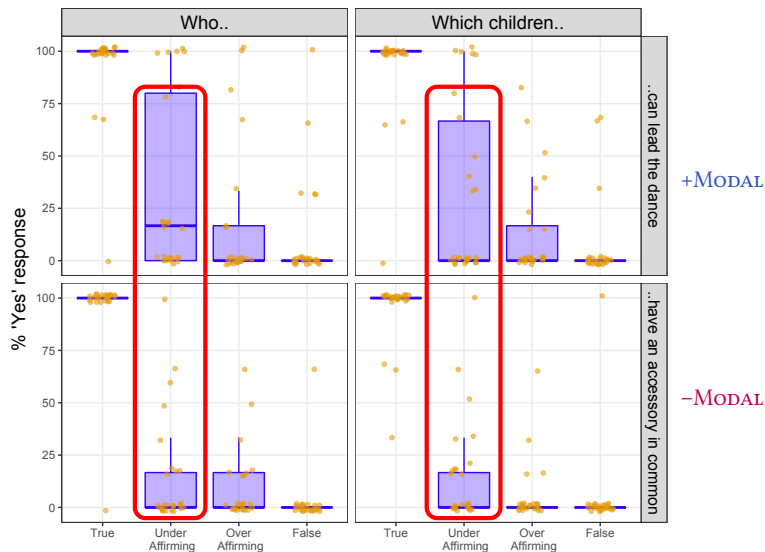 Who..
Which children..
% 'Yes' response
100
75
50
25
0
..can lead the dance
+Modal
100
75
50
25
0
..have an accessory in common
−Modal
True
Under
Affirming
Over
Affirming
False
True
Under
Affirming
Over
Affirming
False